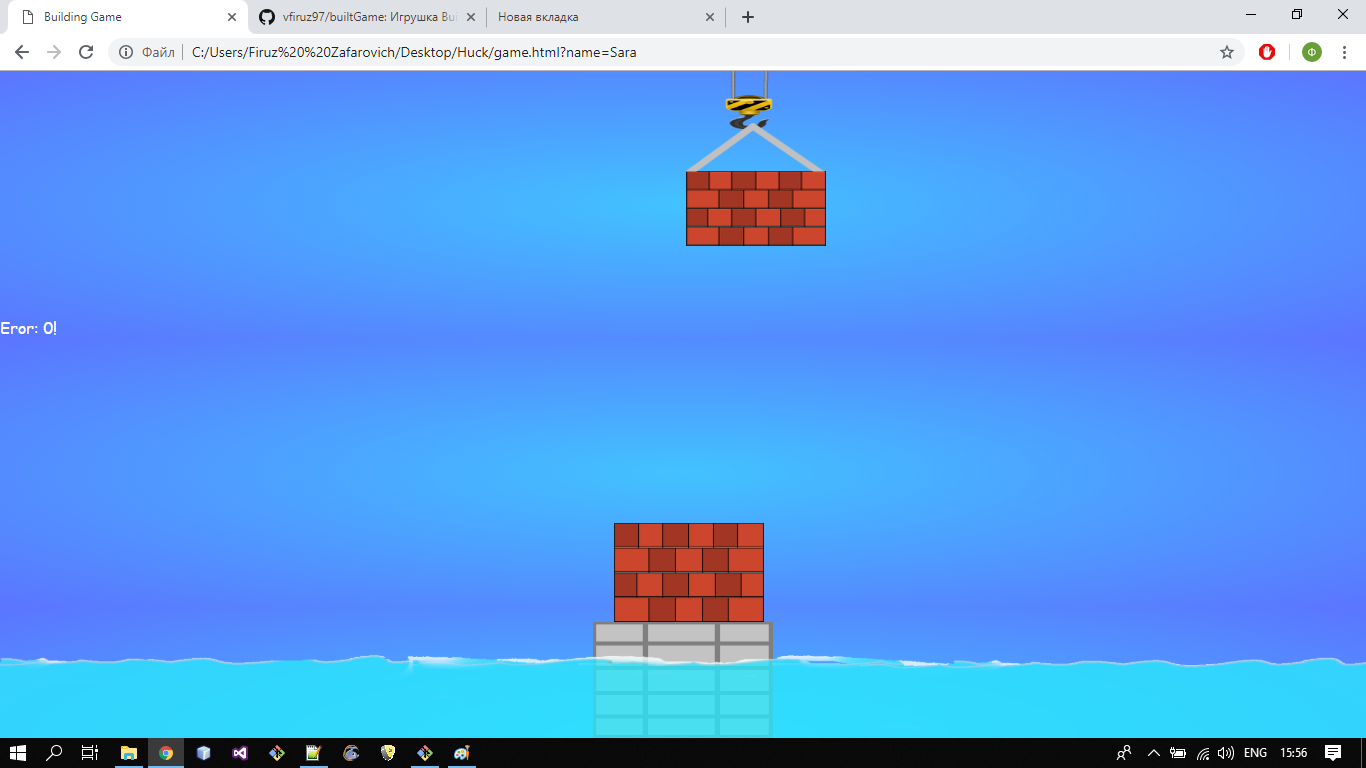 Building Game
vfiruz97/builtGame: Игрушка Bui
Новая вкладка
Файл
C:/Users/Firuz%20%20Zafarovich/Desktop/Huck/game.html?name=Sara
Ф
Eror: 0!
ENG
15:56